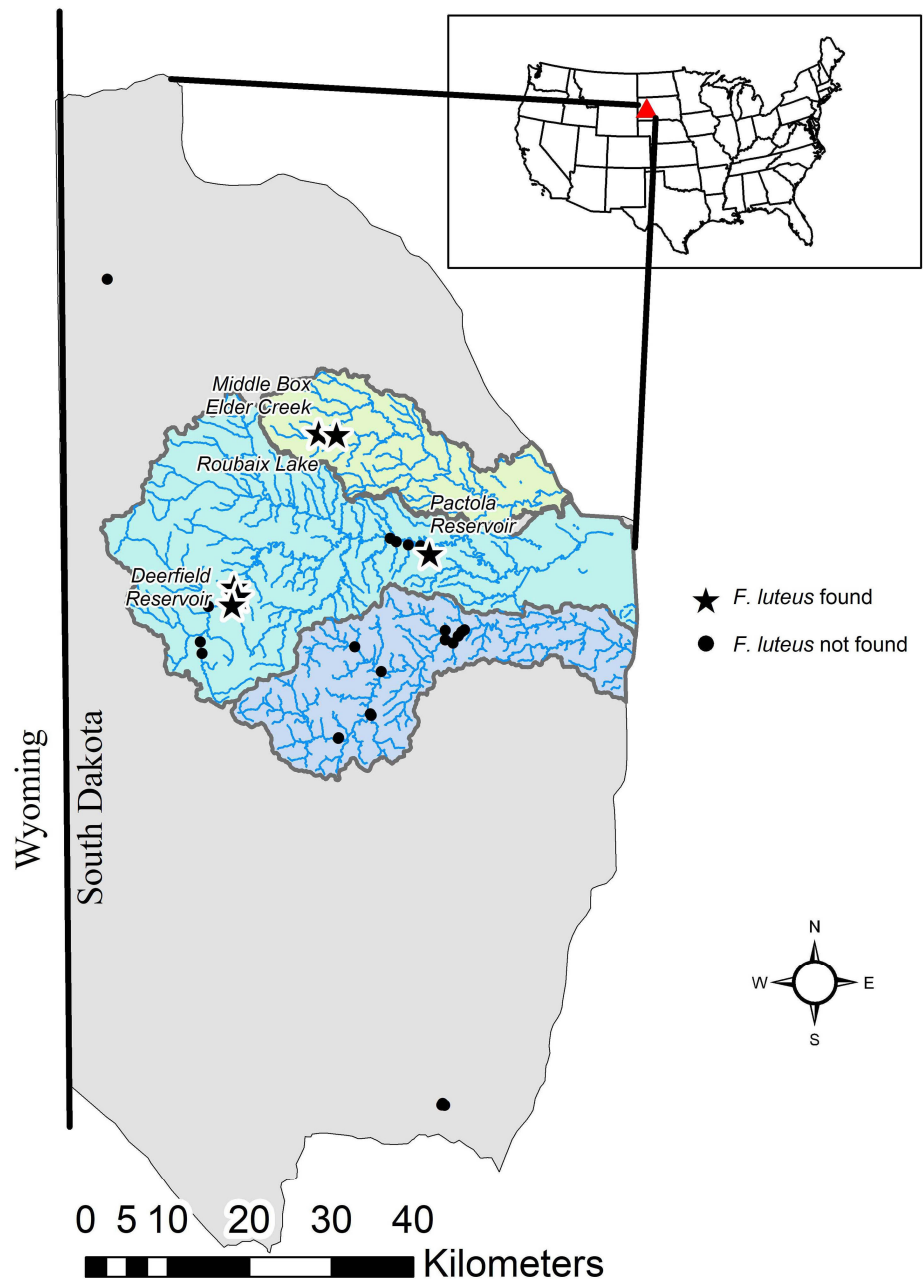 Middle Box
Elder Creek
Roubaix Lake
Pactola
Reservoir
Deerfield
Reservoir
F. luteus found
F. luteus not found
Wyoming
South Dakota
N
W E
S
0 5 10 20 30 40
Kilometers